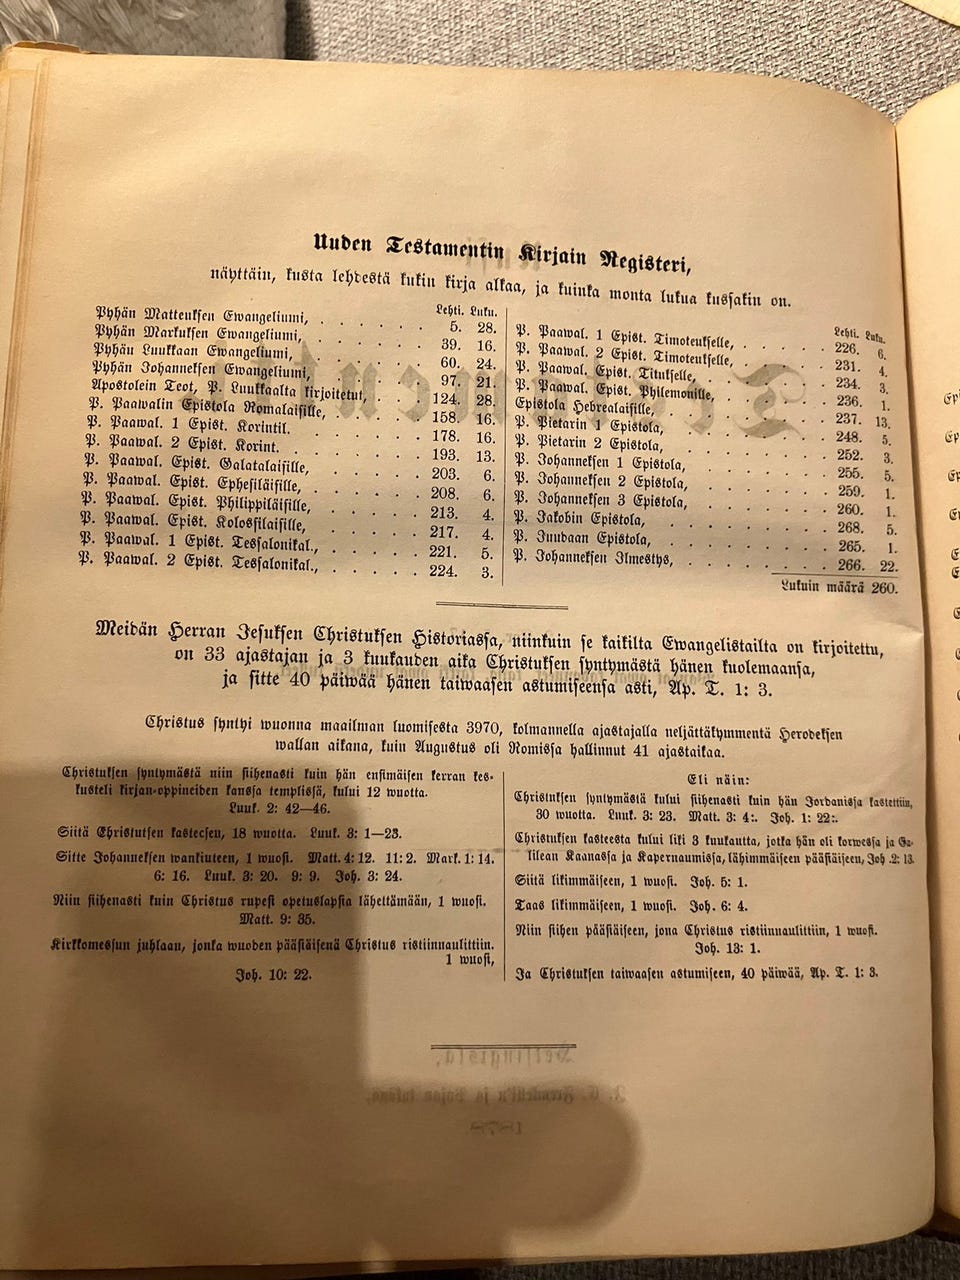 Uuden Testamentin Kirjain Registeri,
näyttäin, kusta lehdestä kukin kirja alkaa, ja kuinka monta lukua kussakin on.
Lehti. Luku.
Pyhän Matteuksen Ewangeliumi, . . . . . . 5. 28.
Pyhän Markuksen Ewangeliumi, . . . . . . 39. 16.
Pyhän Luukkaan Ewangeliumi, . . . . . . 60. 24.
Pyhän Johanneksen Ewangeliumi, . . . . . 97. 21.
Apostolein Teot, P. Luukkaalta kirjoitetut, . . . 124. 28.
P. Paawalin Epistola Romalaisille, . . . . . 158. 16.
P. Paawal. 1 Epist. Korintil. . . . . . . 178. 16.
P. Paawal. 2 Epist. Korint. . . . . . . 193. 13.
P. Paawal. Epist. Galatalaisille, . . . . . 203. 6.
P. Paawal. Epist. Ephesiläisille, . . . . . 208. 6.
P. Paawal. Epist. Philippiläisille, . . . . . 213. 4.
P. Paawal. Epist. Kolossilaisille, . . . . . 217. 4.
P. Paawal. 1 Epist. Tessalonikal., . . . . . 221. 5.
P. Paawal. 2 Epist. Tessalonikal., . . . . . 224. 3.
Lehti. Luku.
P. Paawal. 1 Epist. Timoteukselle, . . . . 226. 6.
P. Paawal. 2 Epist. Timoteukselle, . . . . 231. 4.
P. Paawal. Epist. Titukselle, . . . . . . 234. 3.
P. Paawal. Epist. Philemonille, . . . . . 236. 1.
Epistola Hebrealaisille, . . . . . . . 237. 13.
P. Pietarin 1 Epistola, . . . . . . . 248. 5.
P. Pietarin 2 Epistola, . . . . . . . 252. 3.
P. Johanneksen 1 Epistola, . . . . . . 255. 5.
P. Johanneksen 2 Epistola, . . . . . . 259. 1.
P. Johanneksen 3 Epistola, . . . . . . 260. 1.
P. Jakobin Epistola, . . . . . . . . 268. 5.
P. Juudaan Epistola, . . . . . . . . 265. 1.
P. Johanneksen Ilmestys, . . . . . . . 266. 22.
Lukuin määrä 260.
Meidän Herran Jesuksen Christuksen Historiassa, niinkuin se kaikilta Ewangelistailta on kirjoitettu,
on 33 ajastajan ja 3 kuukauden aika Christuksen syntymästä hänen kuolemaansa,
ja sitte 40 päiwää hänen taiwaasen astumiseensa asti, Ap. T. 1: 3.
Christus syntyi wuonna maailman luomisesta 3970, kolmannella ajastajalla neljättäkymmentä Herodeksen
wallan aikana, kuin Augustus oli Romissa hallinnut 41 ajastaikaa.
Christuksen syntymästä niin siihenasti kuin hän ensimäisen kerran kes-
kusteli kirjan-oppineiden kanssa templissä, kului 12 wuotta.
Luuk. 2: 42—46.
Siitä Christutsen kasteesen, 18 wuotta. Luuk. 3: 1—23.
Sitte Johanneksen wankiuteen, 1 wuosi. Matt. 4: 12. 11: 2. Mark. 1: 14.
6: 16. Luuk. 3: 20. 9: 9. Joh. 3: 24.
Niin siihenasti kuin Christus rupesi opetuslapsia lähettämään, 1 wuosi.
Matt. 9: 35.
Kirkkomessun juhlaan, jonka wuoden pääsiäisenä Christus ristiinnaulittiin.
1 wuosi,
Joh. 10: 22.
Eli näin:
Christuksen syntymästä kului siihenasti kuin hän Jordanissa kastettiin,
30 wuotta. Luuk. 3: 23. Matt. 3: 4:. Joh. 1: 22:.
Christuksen kasteesta kului liki 3 kuukautta, jotka hän oli korwessa ja Ga-
lilean Kaanassa ja Kapernaumissa, lähimmäiseen pääsiäiseen, Joh .2: 13.
Siitä likimmäiseen, 1 wuosi. Joh. 5: 1.
Taas likimmäiseen, 1 wuosi. Joh. 6: 4.
Niin siihen pääsiäiseen, jona Christus ristiinnaulittiin, 1 wuosi.
Joh. 13: 1.
Ja Christuksen taiwaasen astumiseen, 40 päiwää, Ap. T. 1: 3.